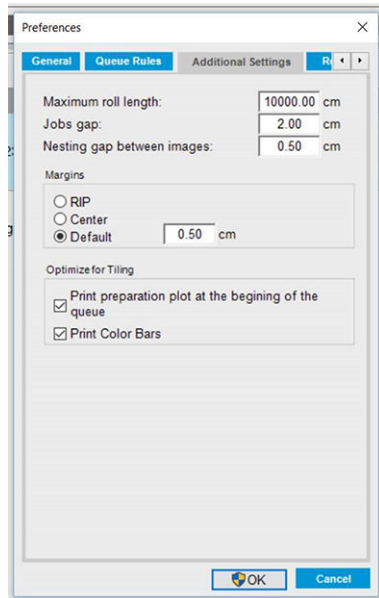 Preferences
General Queue Rules Additional Settings
Maximum roll length: 10000.00 cm
Jobs gap: 2.00 cm
Nesting gap between images: 0.50 cm
Margins
RIP
Center
Default 0.50 cm
Optimize for Tiling
Print preparation plot at the begining of the
queue
Print Color Bars
OK Cancel